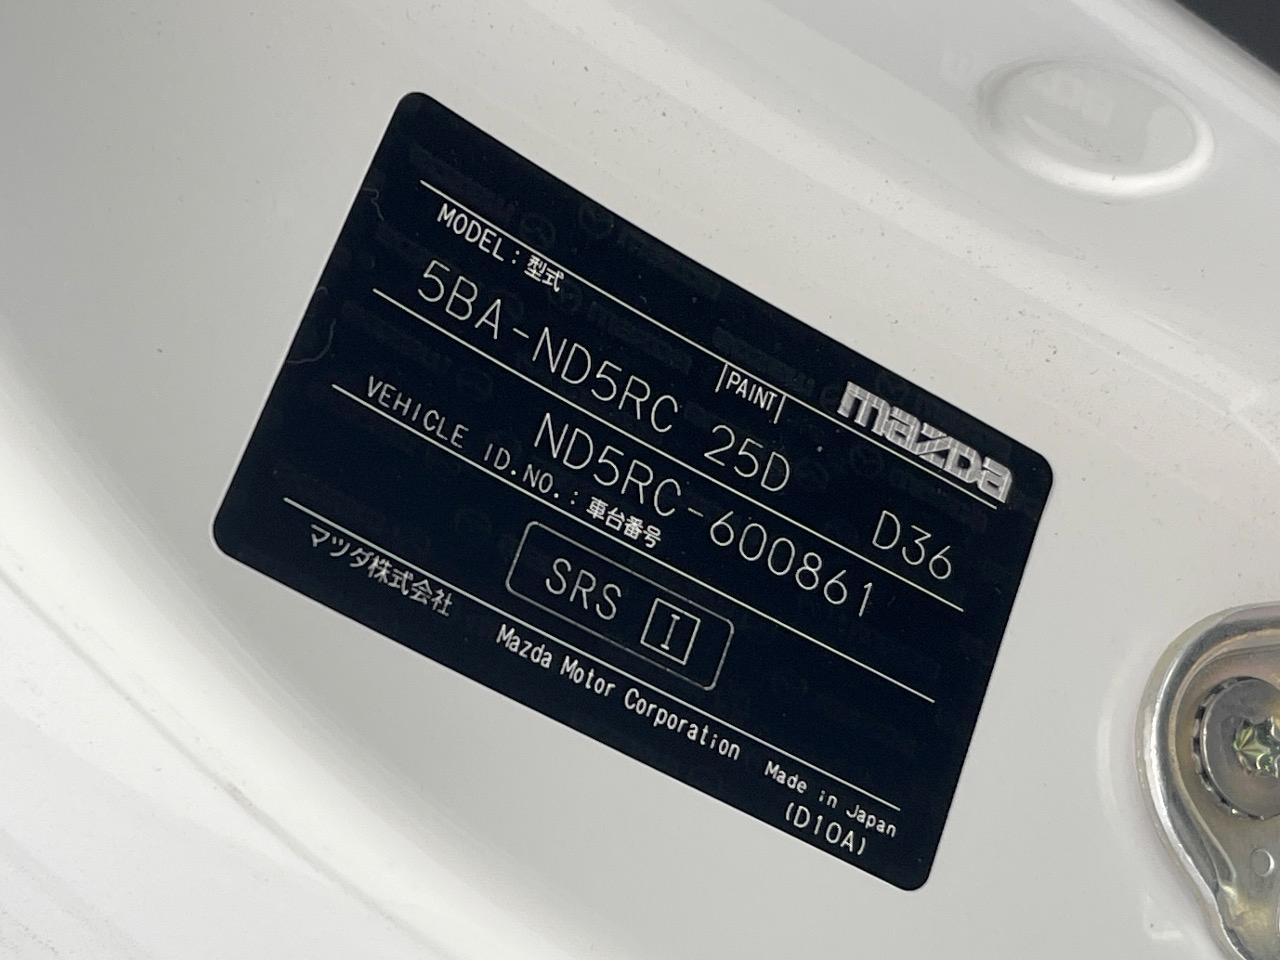 mazda
MODEL:型式
PAINT
5BA-ND5RC 25D D36
ND5RC-600861
VEHICLE ID.NO.:車台番号
SRS I
マツダ株式会社 Mazda Motor Corporation Made in Japan
(D10A)